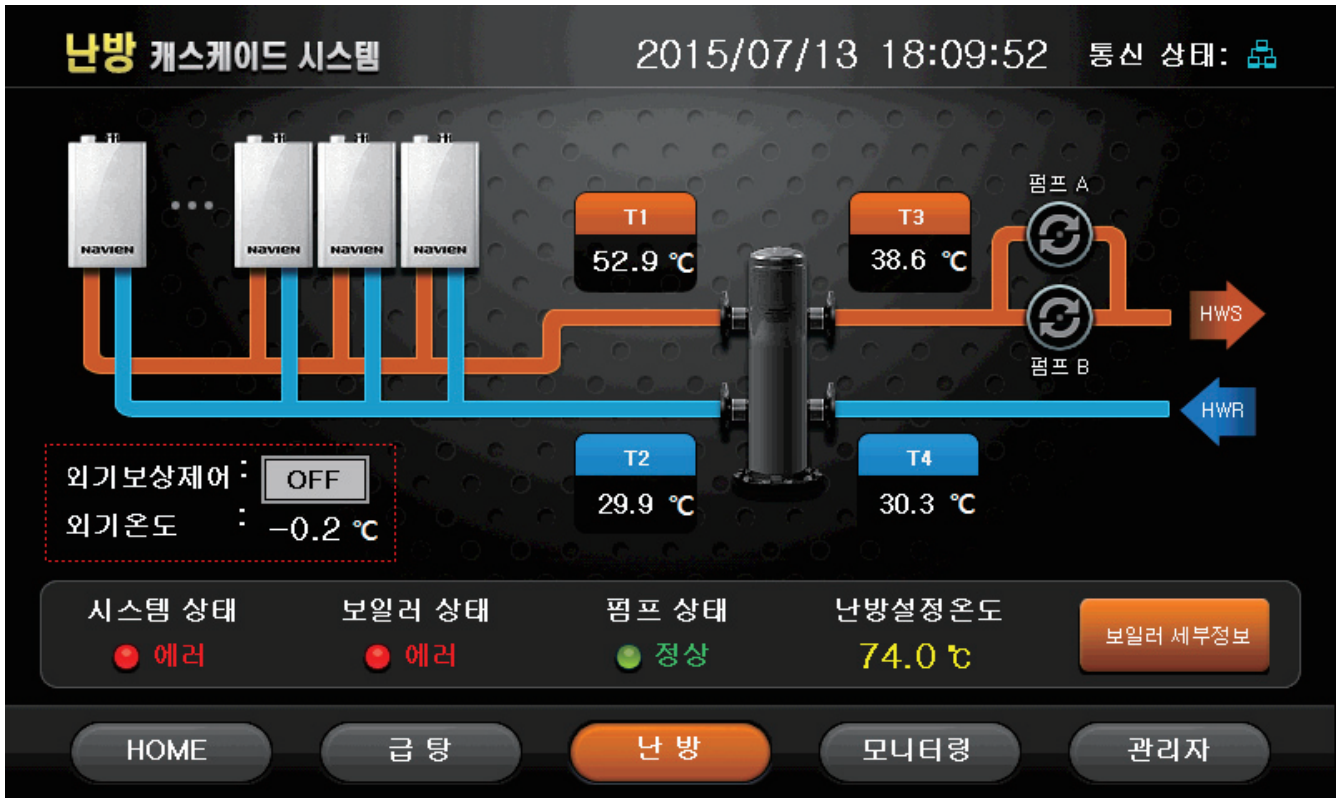 난방 캐스케이드 시스템
2015/07/13 18:09:52
통신 상태:
NAVIEN
NAVIEN
NAVIEN
NAVIEN
T1
52.9 ℃
T3
38.6 ℃
펌프 A
펌프 B
HWS
HWR
T2
29.9 ℃
T4
30.3 ℃
외기보상제어 : OFF
외기온도 : -0.2 ℃
시스템 상태
에러
보일러 상태
에러
펌프 상태
정상
난방설정온도
74.0 ℃
보일러 세부정보
HOME
급 탕
난 방
모니터링
관리자